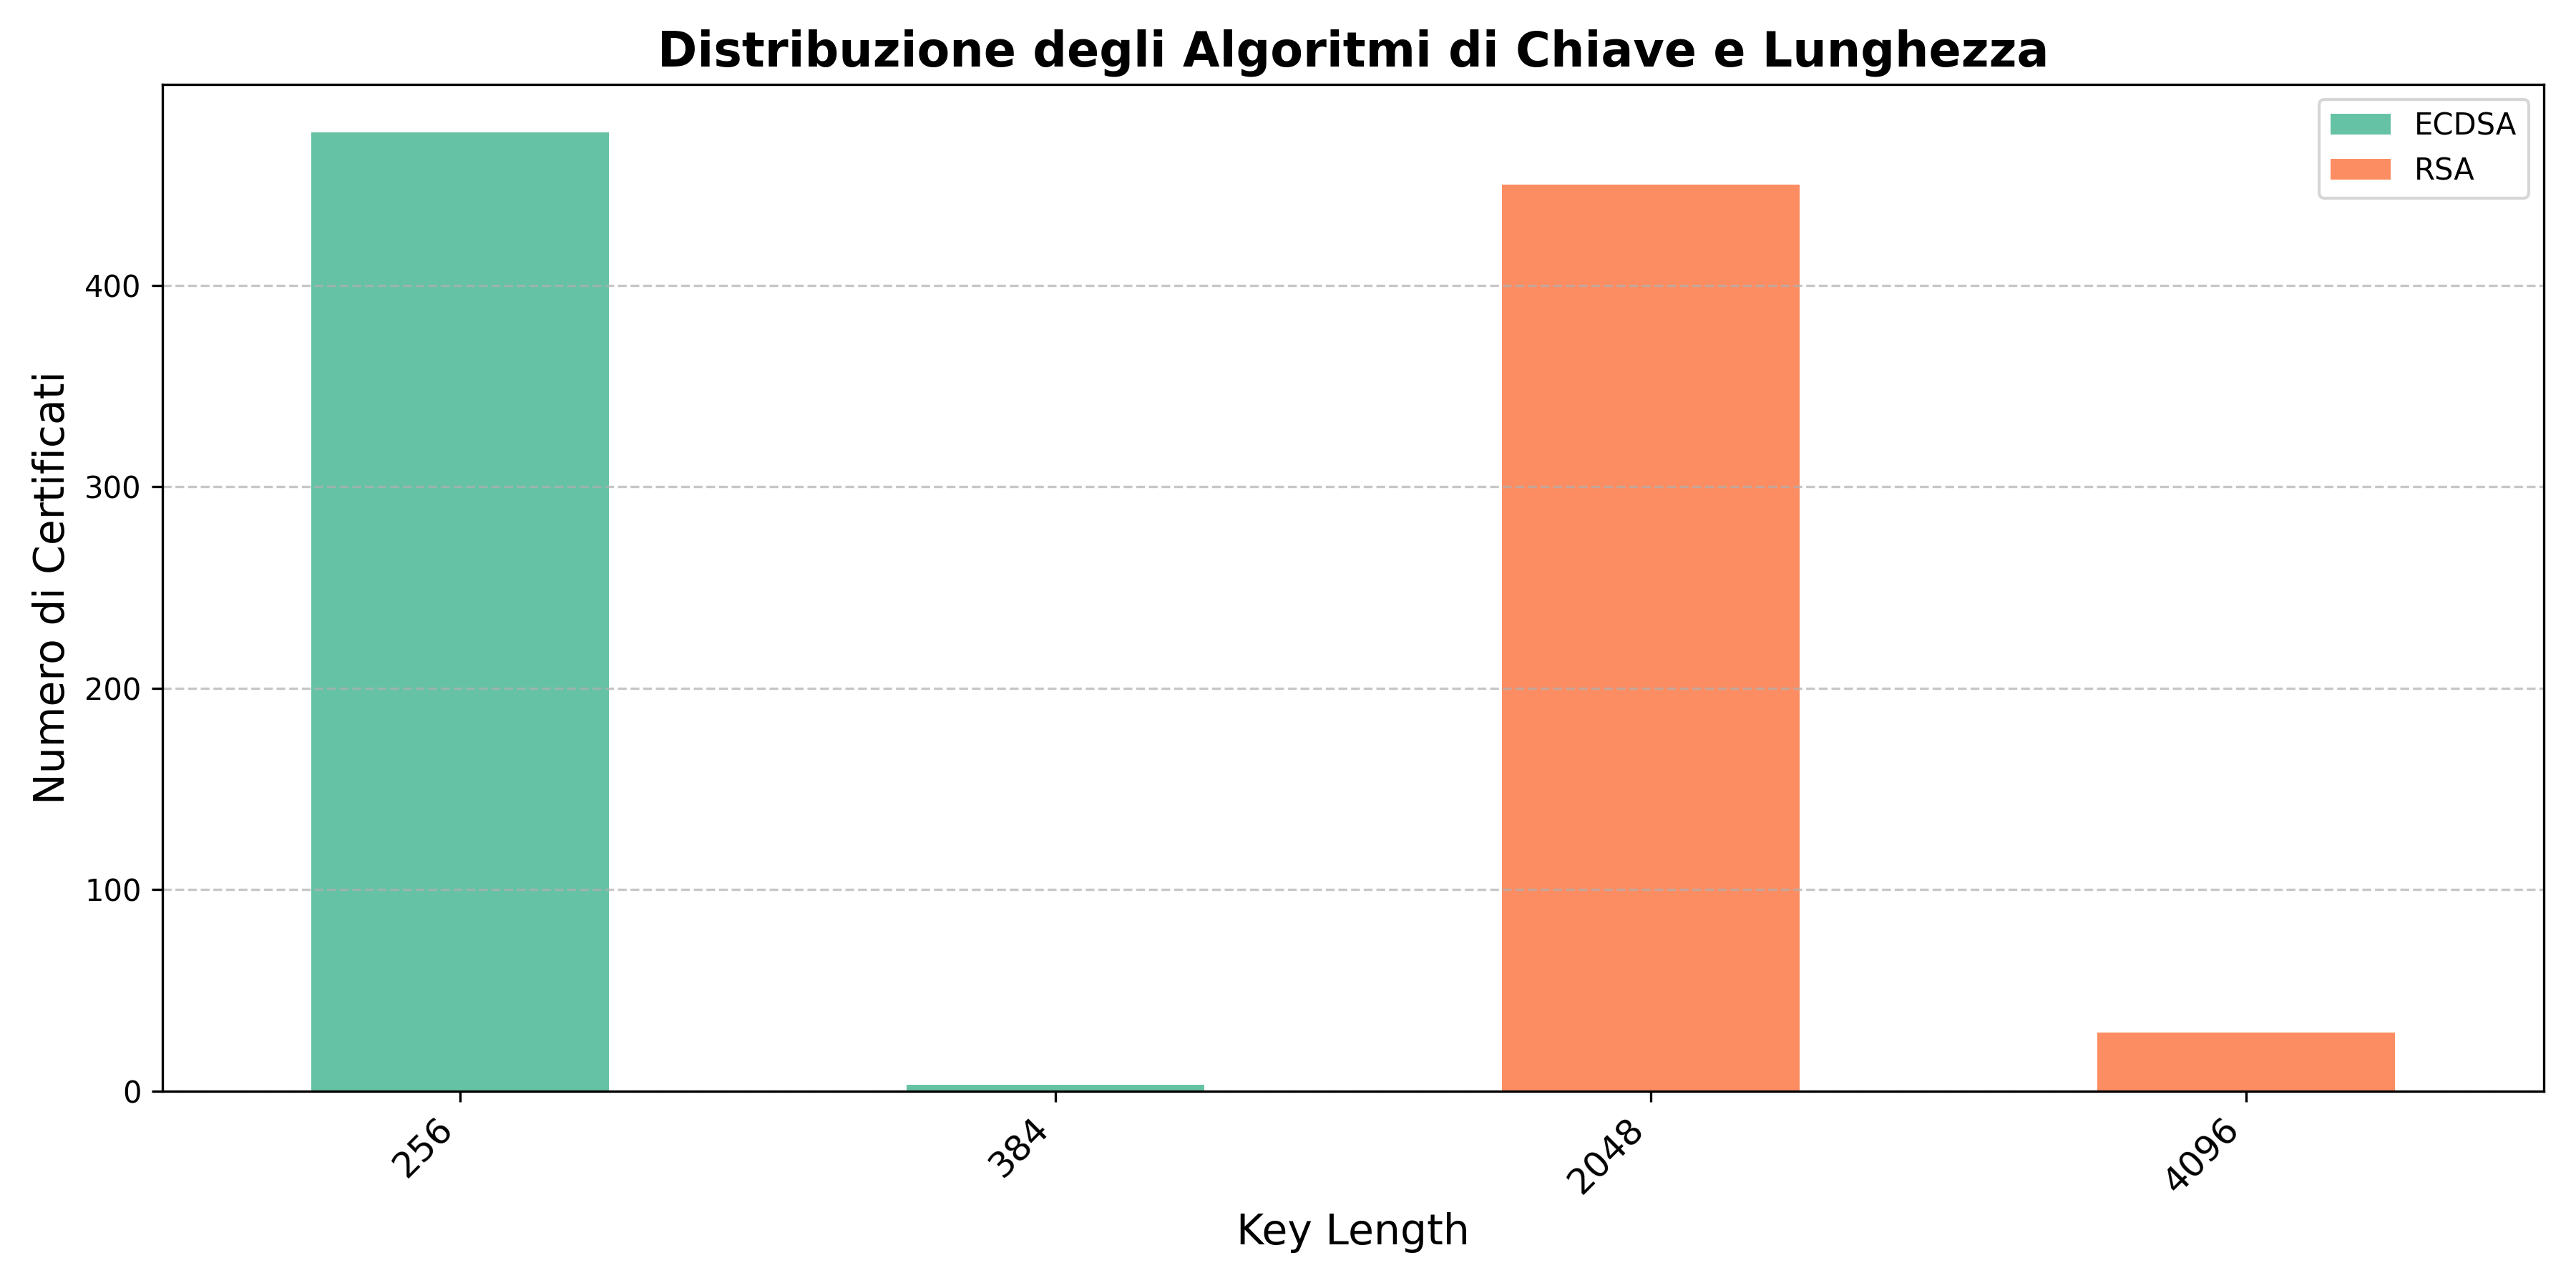 Distribuzione degli Algoritmi di Chiave e Lunghezza
ECDSA
RSA
Numero di Certificati
400
300
200
100
0
256
384
2048
4096
Key Length